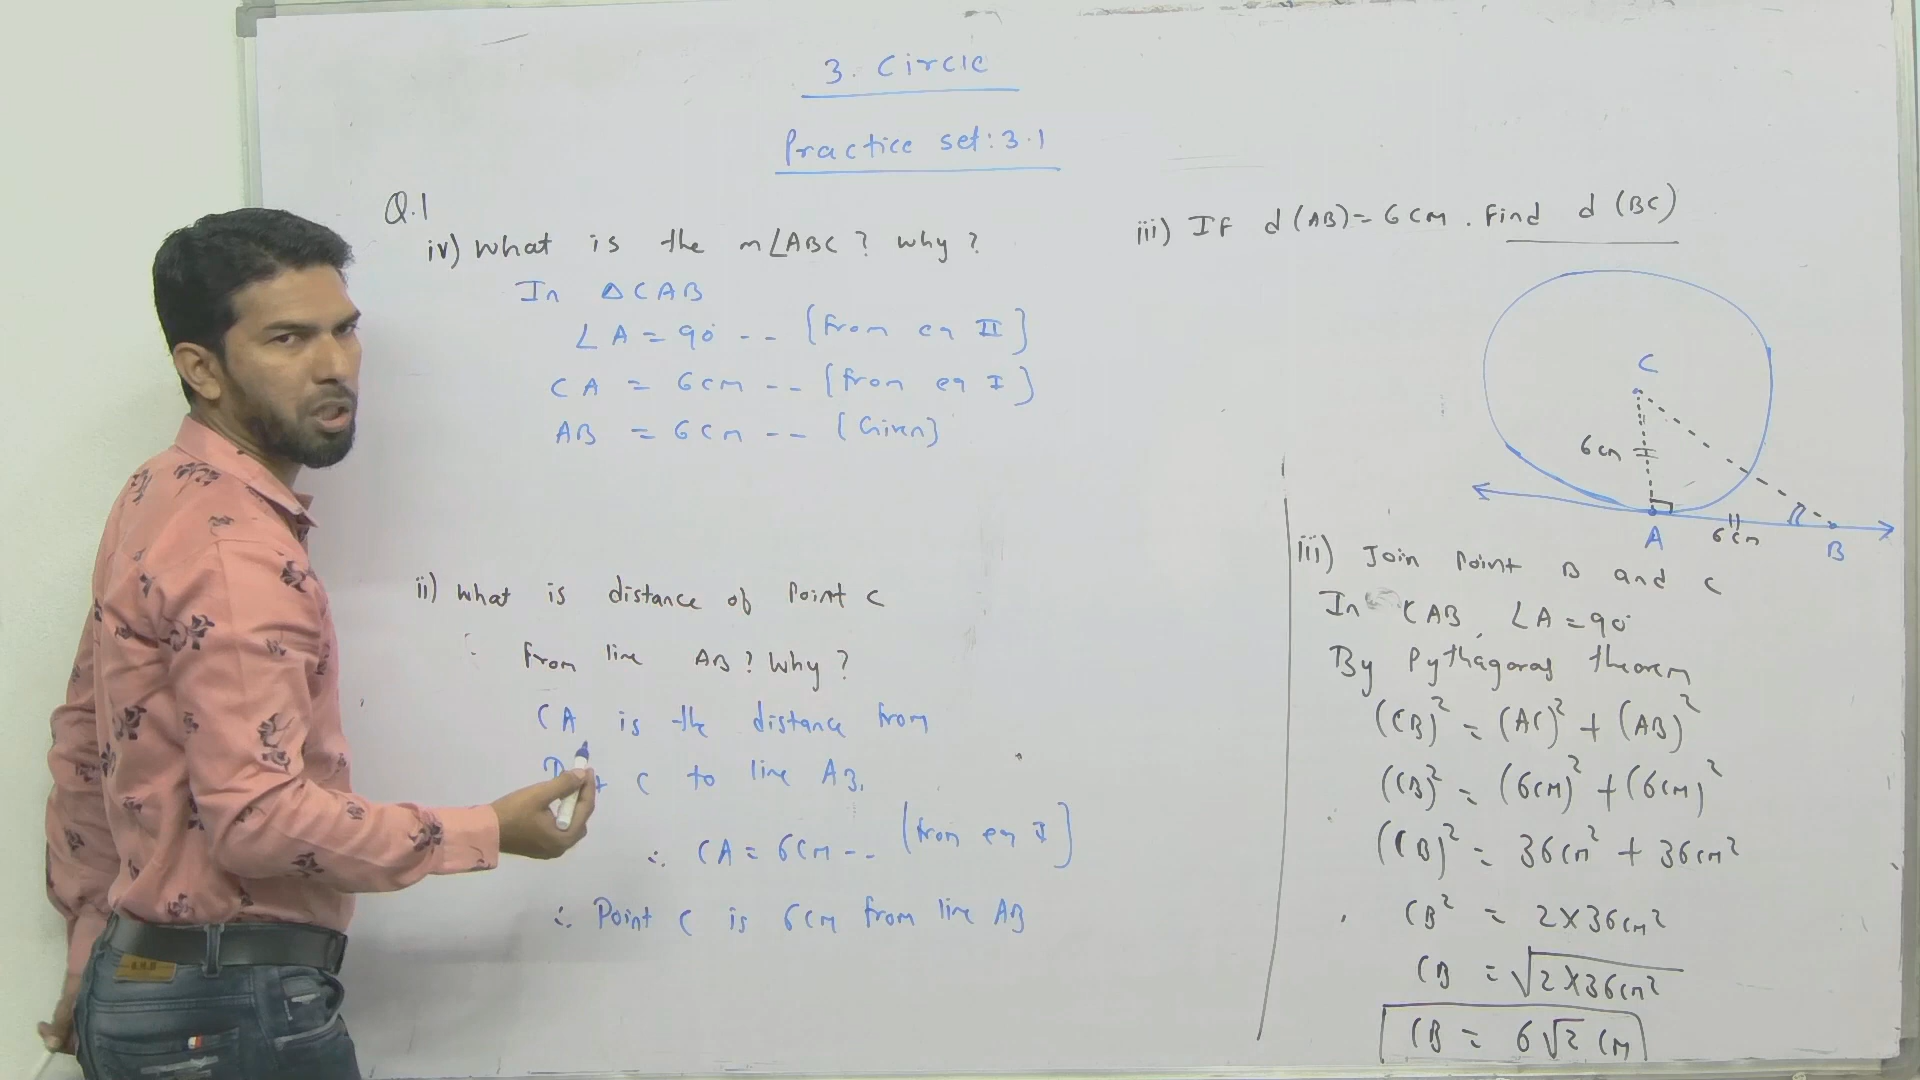 3. Circle
Practice set: 3.1
Q.1
iv) What is the m∠ABC ? why ?
In △CAB
∠A = 90° -- [From eq II]
CA = 6cm -- [from eq I]
AB = 6cm -- [Given]
ii) What is distance of Point C
from line AB? Why ?
CA is the distance from
C to line AB.
∴ CA = 6cm -- [from eq I]
∴ Point C is 6cm from line AB
iii) If d(AB)= 6cm . Find d(BC)
C
6cm
A
6cm
B
iii) Join Point B and C
In CAB, ∠A = 90°
By Pythagoras theorem
(CB)² = (AC)² + (AB)²
(CB)² = (6cm)² + (6cm)²
(CB)² = 36cm² + 36cm²
CB² = 2×36cm²
CB = √2×36cm²
CB = 6√2 cm